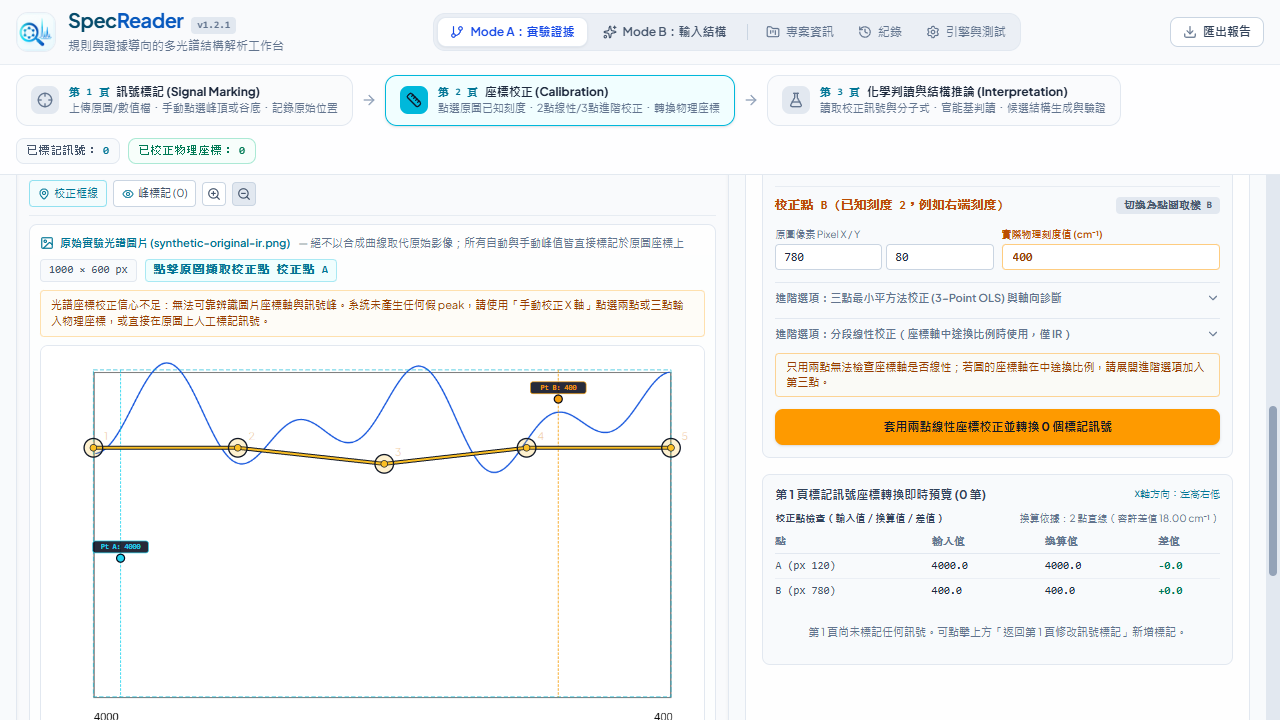 SpecReader v1.2.1
規則與證據導向的多光譜結構解析工作台
Mode A：實驗證據
Mode B：輸入結構
專案資訊
紀錄
引擎與測試
匯出報告
第 1 頁 訊號標記 (Signal Marking)
上傳原圖/數值檔 · 手動點選峰頂或谷底 · 記錄原始位置
第 2 頁 座標校正 (Calibration)
點選原圖已知刻度 · 2點線性/3點進階校正 · 轉換物理座標
第 3 頁 化學判讀與結構推論 (Interpretation)
讀取校正訊號與分子式 · 官能基判讀 · 候選結構生成與驗證
已標記訊號： 0
已校正物理座標： 0
校正框線
峰標記 (0)
原始實驗光譜圖片 (synthetic-original-ir.png) — 絕不以合成曲線取代原始影像；所有自動與手動峰值皆直接標記於原圖座標上
1000 × 600 px
點擊原圖擷取校正點 校正點 A
光譜座標校正信心不足：無法可靠辨識圖片座標軸與訊號峰。系統未產生任何假 peak，請使用「手動校正 X 軸」點選兩點或三點輸
入物理座標，或直接在原圖上人工標記訊號。
Pt B: 400
1
2
3
4
5
Pt A: 4000
4000
400
校正點 B (已知刻度 2，例如右端刻度)
切換為點圖取樣 B
原圖像素 Pixel X / Y
實際物理刻度值 (cm⁻¹)
780
80
400
進階選項：三點最小平方法校正 (3-Point OLS) 與軸向診斷
進階選項：分段線性校正（座標軸中途換比例時使用，僅 IR）
只用兩點無法檢查座標軸是否線性；若圖的座標軸在中途換比例，請展開進階選項加入
第三點。
套用兩點線性座標校正並轉換 0 個標記訊號
第 1 頁標記訊號座標轉換即時預覽 (0 筆)
X軸方向：左高右低
校正點檢查（輸入值 / 換算值 / 差值）
換算依據：2 點直線（容許差值 18.00 cm⁻¹）
點 輸入值 換算值 差值
A (px 120) 4000.0 4000.0 -0.0
B (px 780) 400.0 400.0 +0.0
第 1 頁尚未標記任何訊號。可點擊上方「返回第 1 頁修改訊號標記」新增標記。